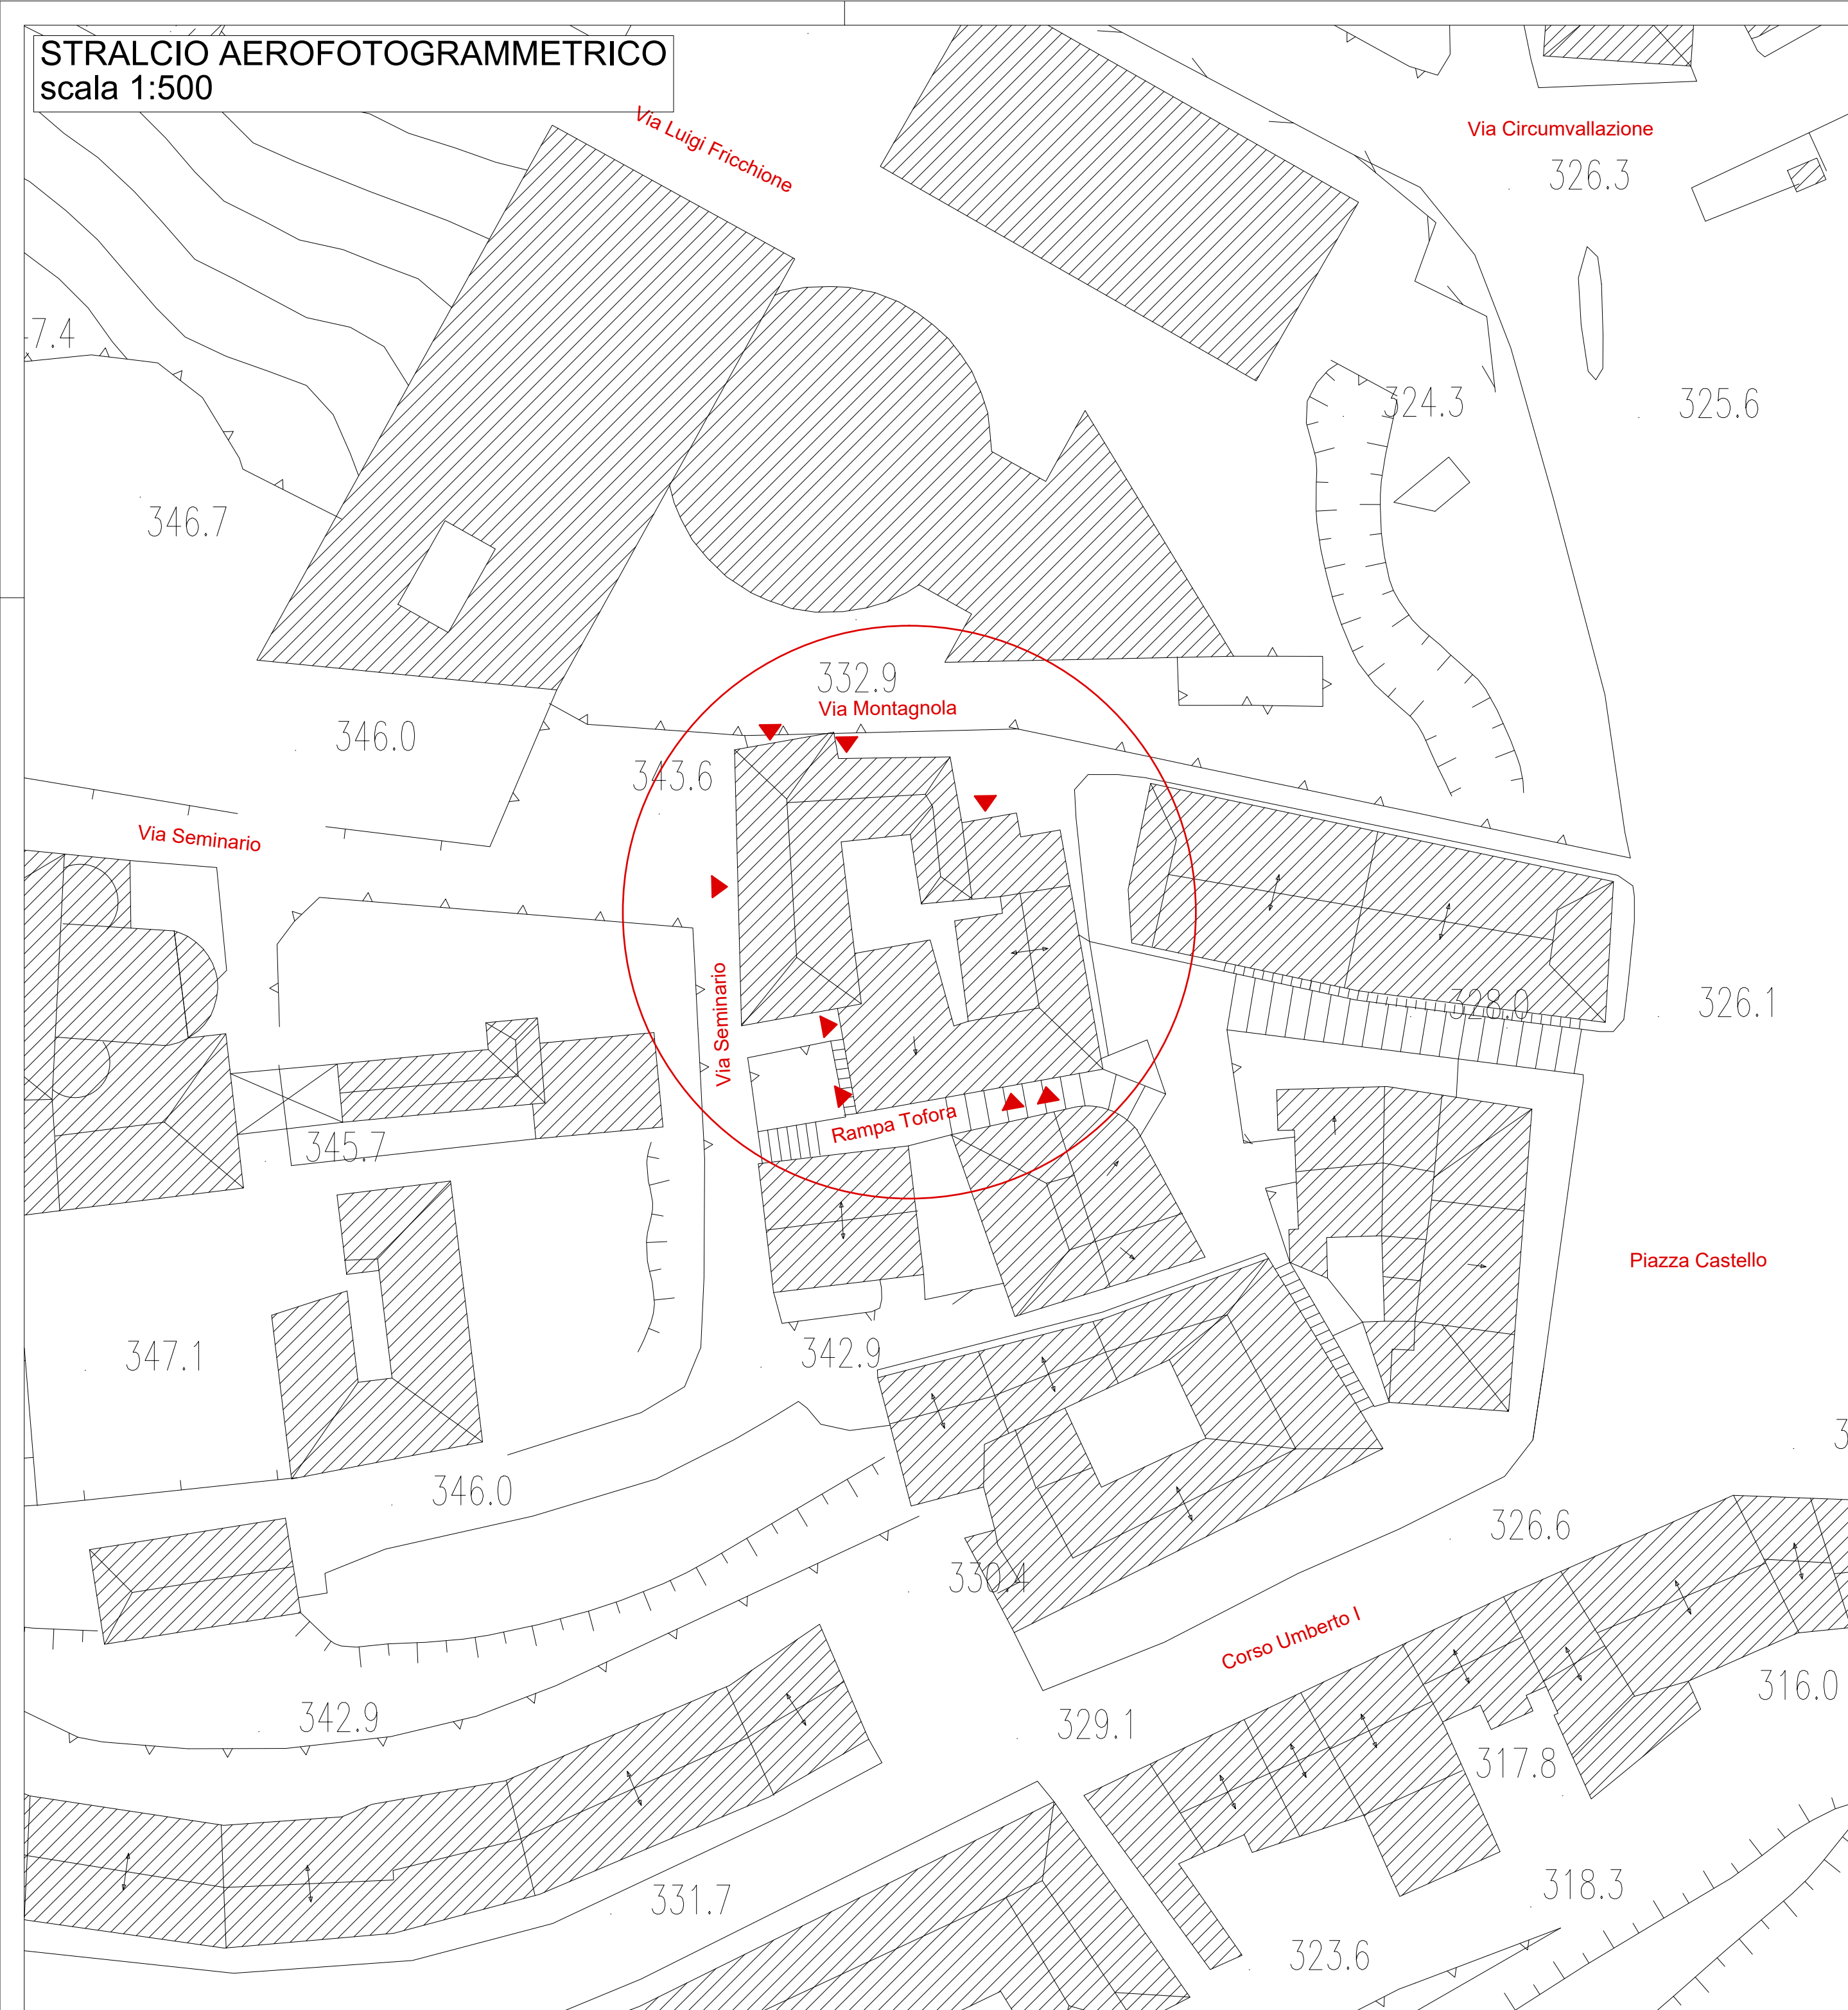 STRALCIO AEROFOTOGRAMMETRICO
scala 1:500
Via Luigi Fricchione
Via Circumvallazione
326.3
7.4
324.3
325.6
346.7
332.9
Via Montagnola
346.0
343.6
Via Seminario
Via Seminario
328.0
326.1
Rampa Tofora
345.7
Piazza Castello
347.1
342.9
346.0
326.6
330.4
Corso Umberto I
316.0
342.9
329.1
317.8
318.3
331.7
323.6